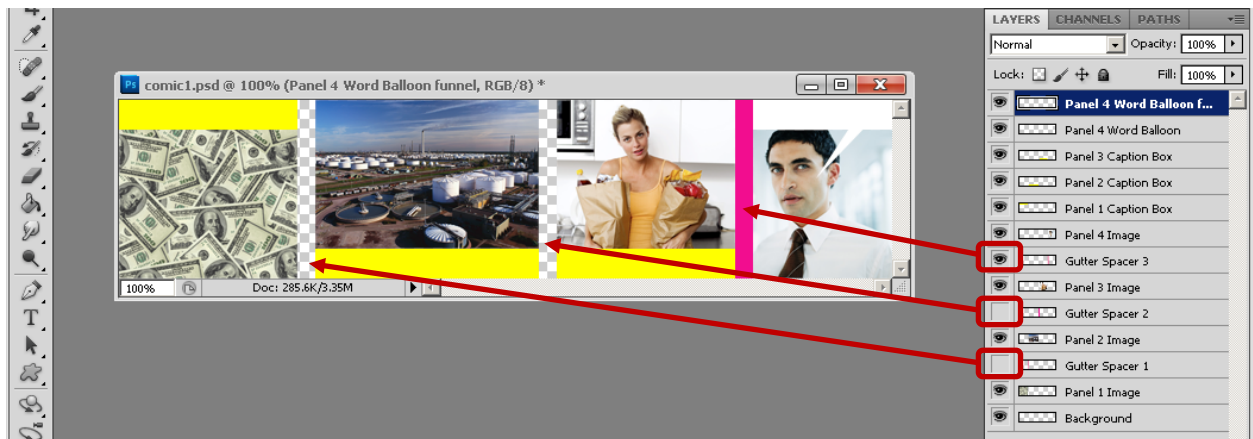 LAYERS CHANNELS PATHS
Normal Opacity: 100%
Lock: Fill: 100%
Ps comic1.psd @ 100% (Panel 4 Word Balloon funnel, RGB/8) *
100% Doc: 285.6K/3.35M
Panel 4 Word Balloon f...
Panel 4 Word Balloon
Panel 3 Caption Box
Panel 2 Caption Box
Panel 1 Caption Box
Panel 4 Image
Gutter Spacer 3
Panel 3 Image
Gutter Spacer 2
Panel 2 Image
Gutter Spacer 1
Panel 1 Image
Background